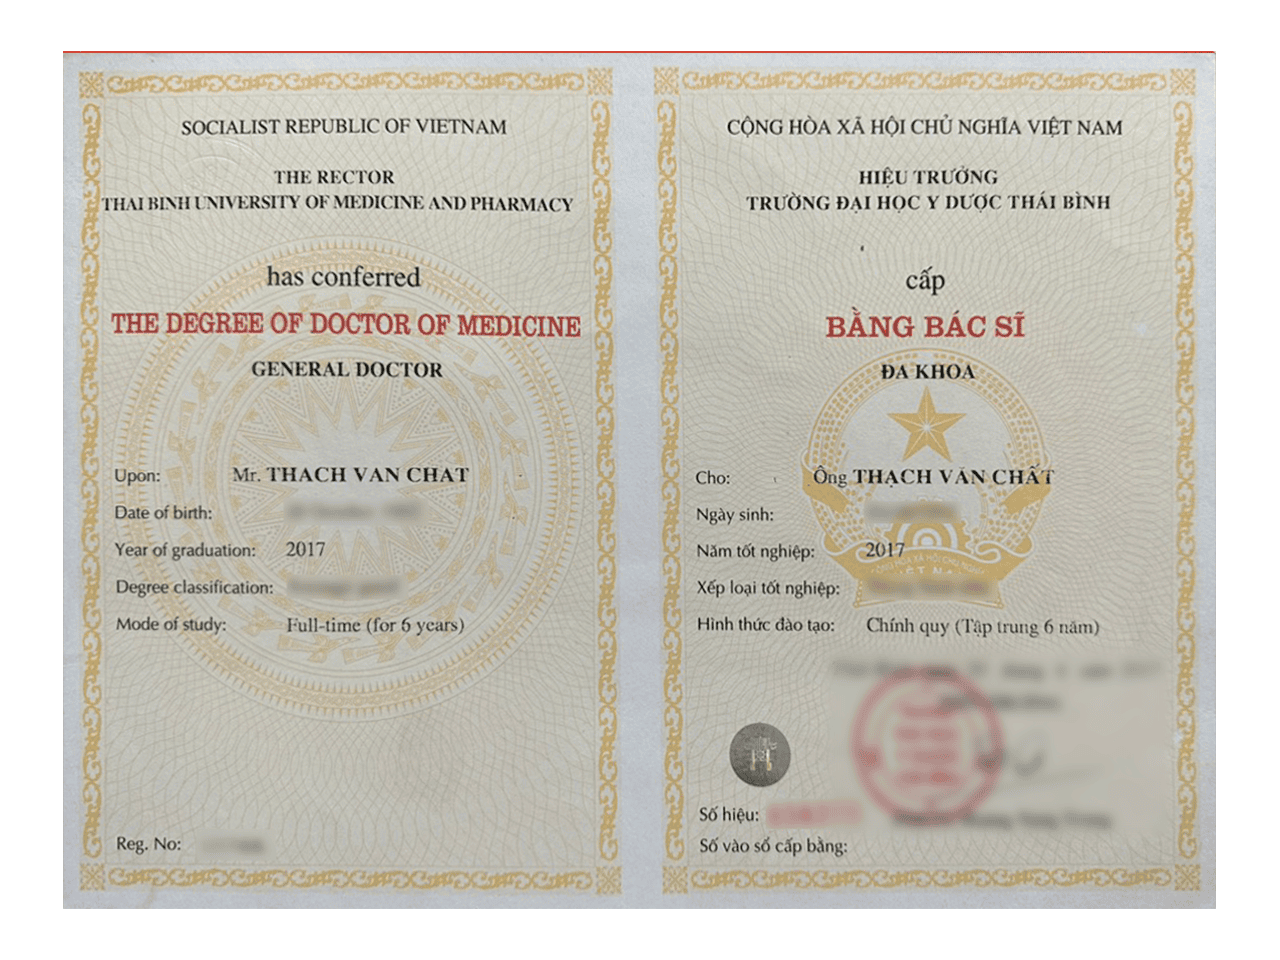 SOCIALIST REPUBLIC OF VIETNAM
THE RECTOR
THAI BINH UNIVERSITY OF MEDICINE AND PHARMACY
has conferred
THE DEGREE OF DOCTOR OF MEDICINE
GENERAL DOCTOR
Upon: Mr. THACH VAN CHAT
Date of birth:
Year of graduation: 2017
Degree classification:
Mode of study: Full-time (for 6 years)
Reg. No:
CỘNG HÒA XÃ HỘI CHỦ NGHĨA VIỆT NAM
HIỆU TRƯỞNG
TRƯỜNG ĐẠI HỌC Y DƯỢC THÁI BÌNH
cấp
BẰNG BÁC SĨ
ĐA KHOA
Cho: Ông THẠCH VĂN CHẤT
Ngày sinh:
Năm tốt nghiệp: 2017
Xếp loại tốt nghiệp:
Hình thức đào tạo: Chính quy (Tập trung 6 năm)
Số hiệu:
Số vào sổ cấp bằng: